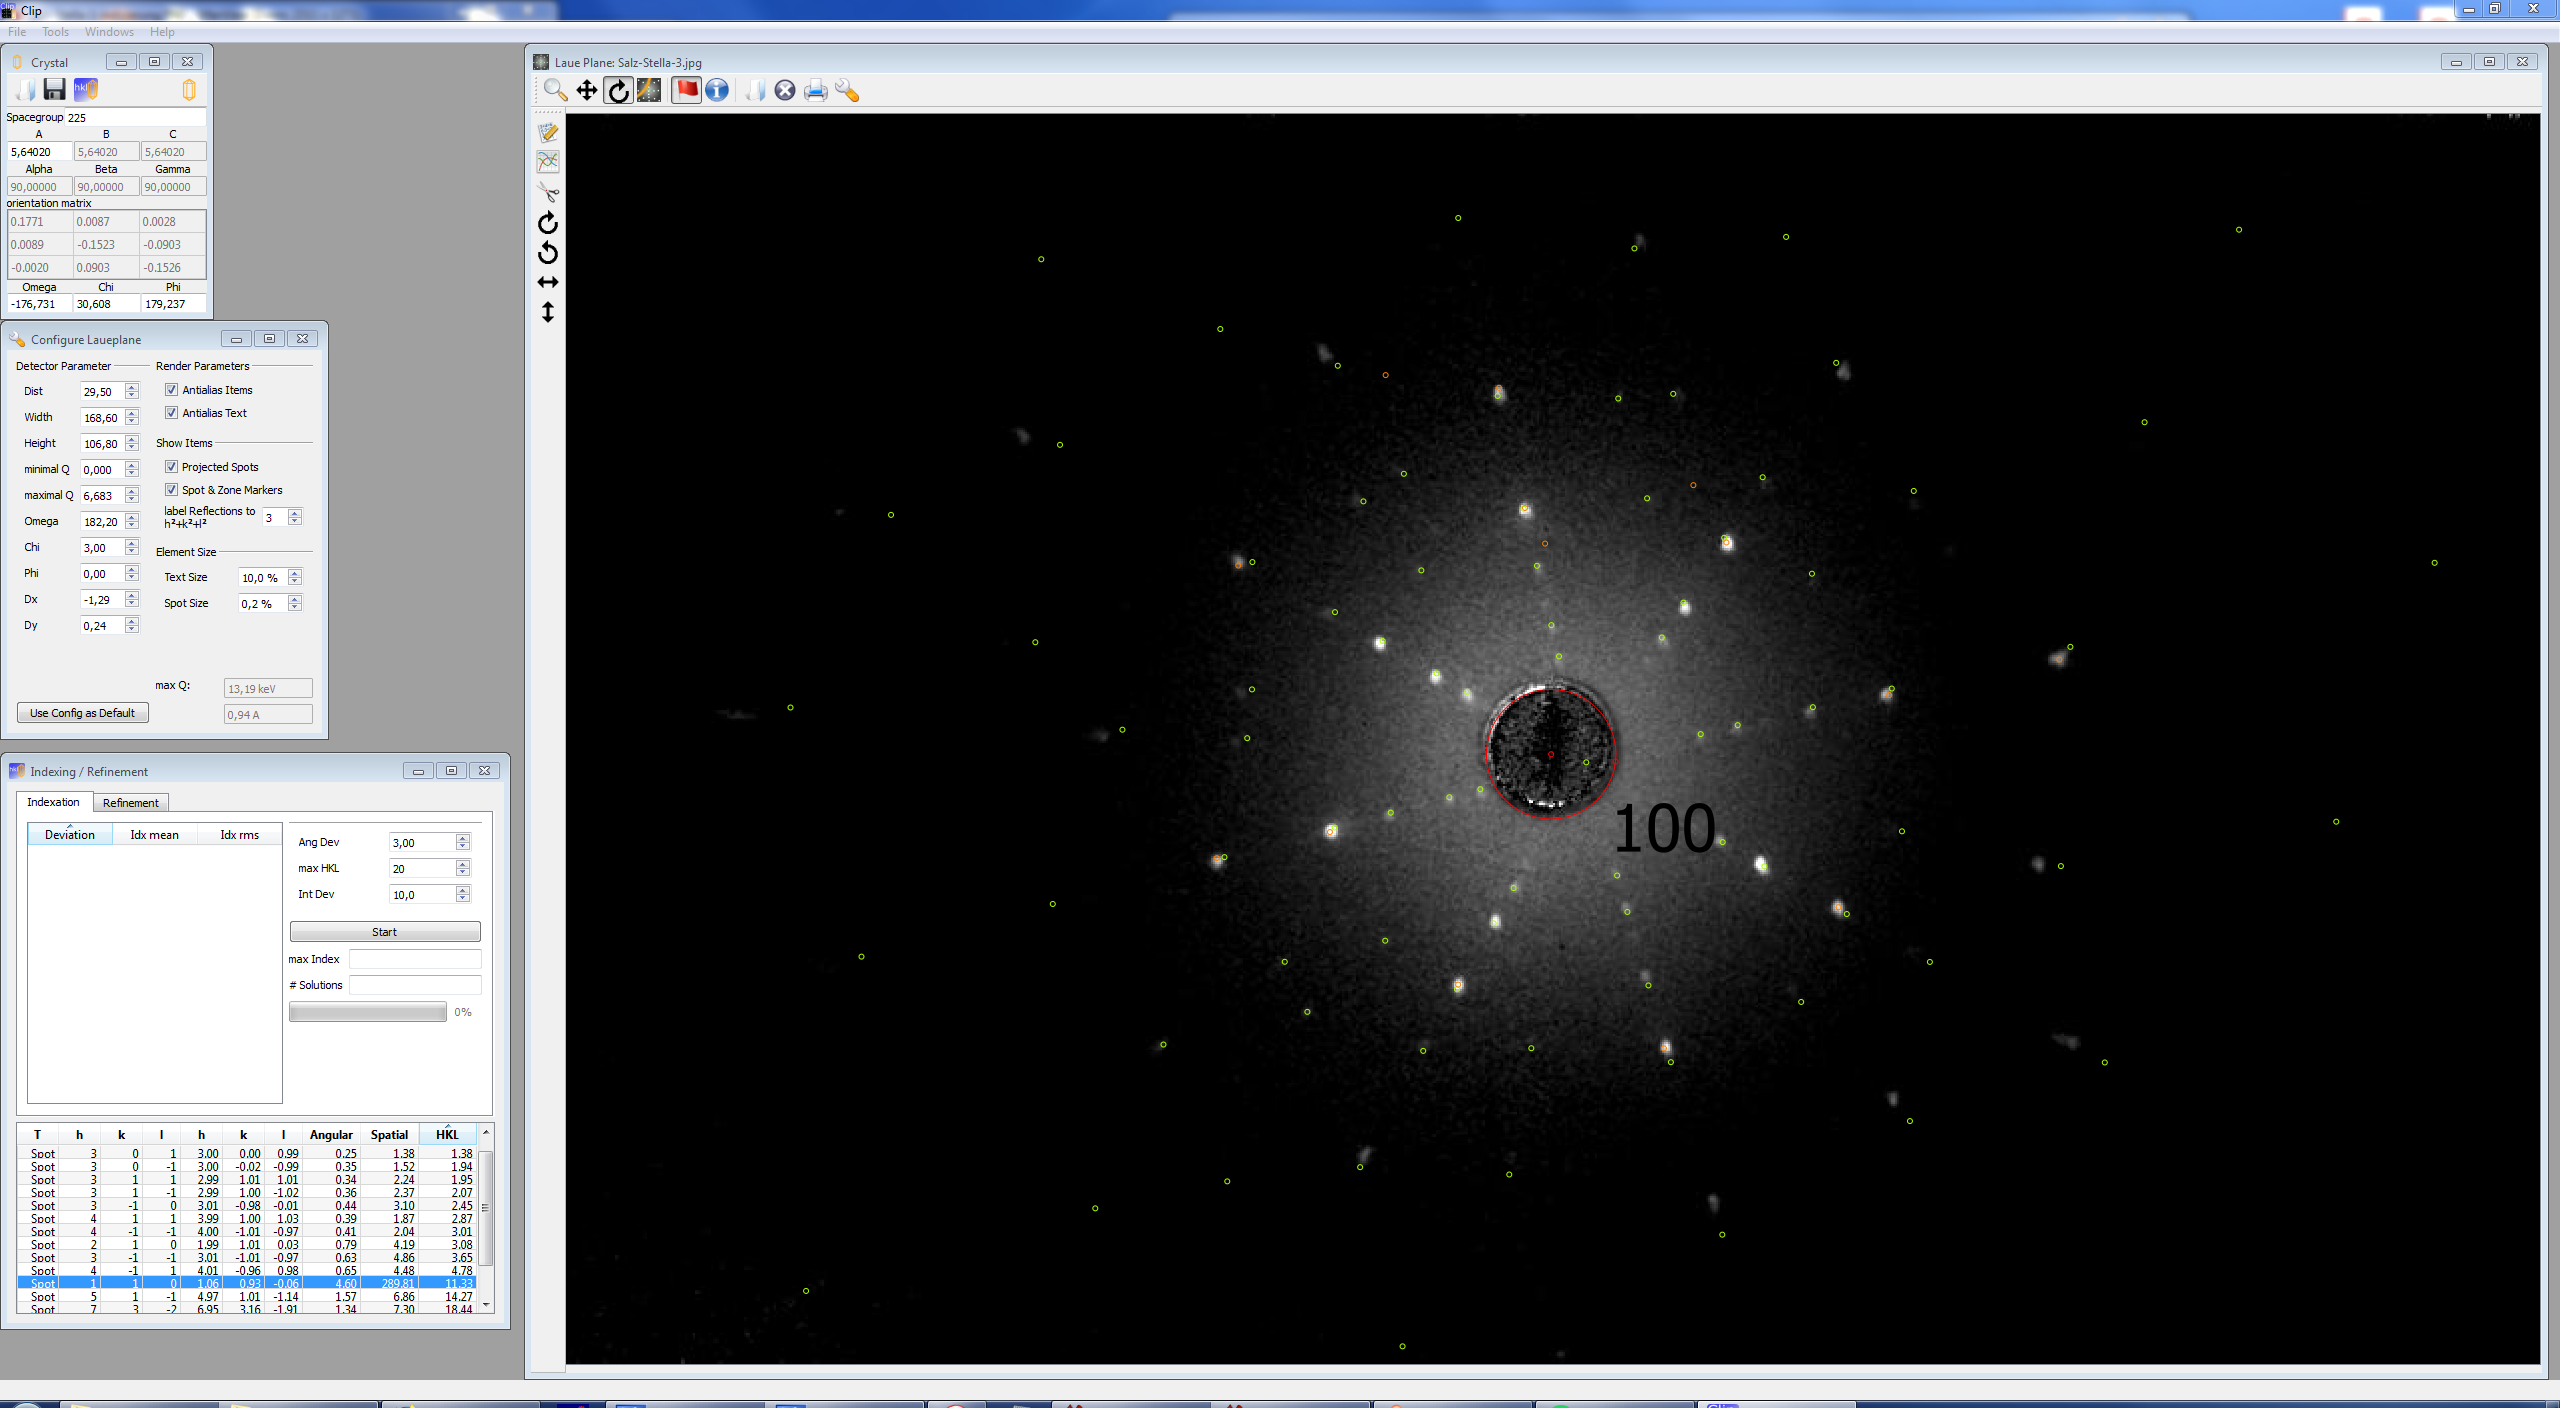 Clip
File Tools Windows Help
Crystal
Spacegroup 225
A B C
5,64020 5,64020 5,64020
Alpha Beta Gamma
90,00000 90,00000 90,00000
orientation matrix
0.1771 0.0087 0.0028
0.0089 -0.1523 -0.0903
-0.0020 0.0903 -0.1526
Omega Chi Phi
-176,731 30,608 179,237
Configure Laueplane
Detector Parameter Render Parameters
Dist 29,50 Antialias Items
Width 168,60 Antialias Text
Height 106,80 Show Items
minimal Q 0,000 Projected Spots
maximal Q 6,683 Spot & Zone Markers
Omega 182,20 label Reflections to h²+k²+l² 3
Chi 3,00 Element Size
Phi 0,00 Text Size 10,0 %
Dx -1,29 Spot Size 0,2 %
Dy 0,24
max Q: 13,19 keV
Use Config as Default 0,94 A
Indexing / Refinement
Indexation Refinement
Deviation Idx mean Idx rms
Ang Dev 3,00
max HKL 20
Int Dev 10,0
Start
max Index
# Solutions
0%
T h k l h k l Angular Spatial HKL
Spot 3 0 1 3.00 0.00 0.99 0.25 1.38 1.38
Spot 3 0 -1 3.00 -0.02 -0.99 0.35 1.52 1.94
Spot 3 1 1 2.99 1.01 1.01 0.34 2.24 1.95
Spot 3 1 -1 2.99 1.00 -1.02 0.36 2.37 2.07
Spot 3 -1 0 3.01 -0.98 -0.01 0.44 3.10 2.45
Spot 4 1 1 3.99 1.00 1.03 0.39 1.87 2.87
Spot 4 -1 -1 4.00 -1.01 -0.97 0.41 2.04 3.01
Spot 2 1 0 1.99 1.01 0.03 0.79 4.19 3.08
Spot 3 -1 -1 3.01 -1.01 -0.97 0.63 4.86 3.65
Spot 4 -1 1 4.01 -0.96 0.98 0.65 4.48 4.78
Spot 1 1 0 1.06 0.93 -0.06 4.60 289.81 11.33
Spot 5 1 -1 4.97 1.01 -1.14 1.57 6.86 14.27
Spot 7 3 -2 6.95 3.16 -1.91 1.34 7.30 18.44
Laue Plane: Salz-Stella-3.jpg
100